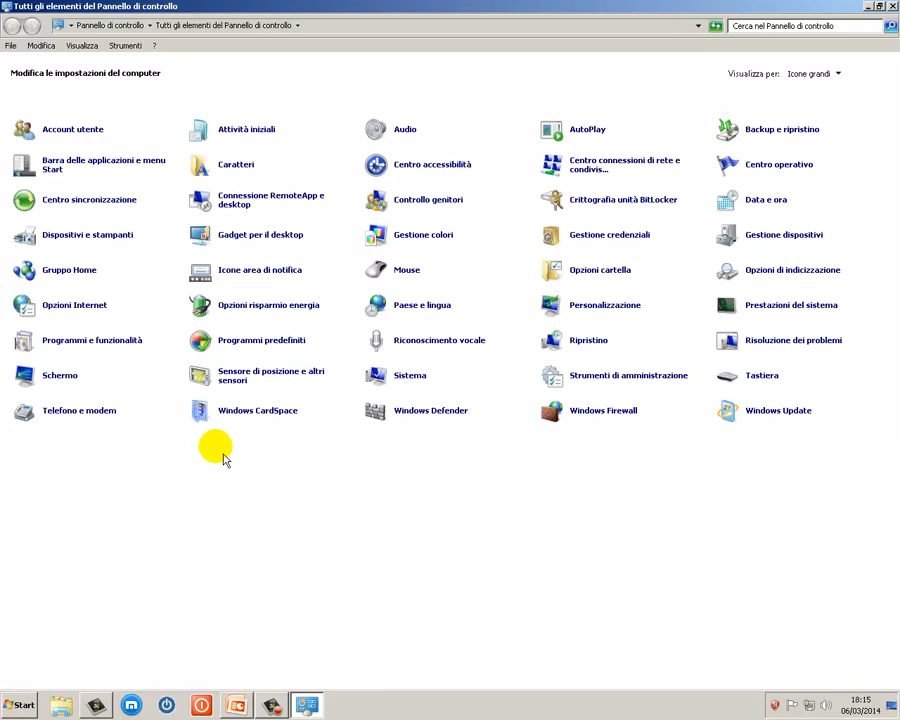 Tutti gli elementi del Pannello di controllo
Pannello di controllo Tutti gli elementi del Pannello di controllo
Cerca nel Pannello di controllo
File Modifica Visualizza Strumenti ?
Modifica le impostazioni del computer
Visualizza per: Icone grandi
Account utente
Attività iniziali
Audio
AutoPlay
Backup e ripristino
Barra delle applicazioni e menu
Start
Caratteri
Centro accessibilità
Centro connessioni di rete e
condivis...
Centro operativo
Centro sincronizzazione
Connessione RemoteApp e
desktop
Controllo genitori
Crittografia unità BitLocker
Data e ora
Dispositivi e stampanti
Gadget per il desktop
Gestione colori
Gestione credenziali
Gestione dispositivi
Gruppo Home
Icone area di notifica
Mouse
Opzioni cartella
Opzioni di indicizzazione
Opzioni Internet
Opzioni risparmio energia
Paese e lingua
Personalizzazione
Prestazioni del sistema
Programmi e funzionalità
Programmi predefiniti
Riconoscimento vocale
Ripristino
Risoluzione dei problemi
Schermo
Sensore di posizione e altri
sensori
Sistema
Strumenti di amministrazione
Tastiera
Telefono e modem
Windows CardSpace
Windows Defender
Windows Firewall
Windows Update
Start
18:15
06/03/2014